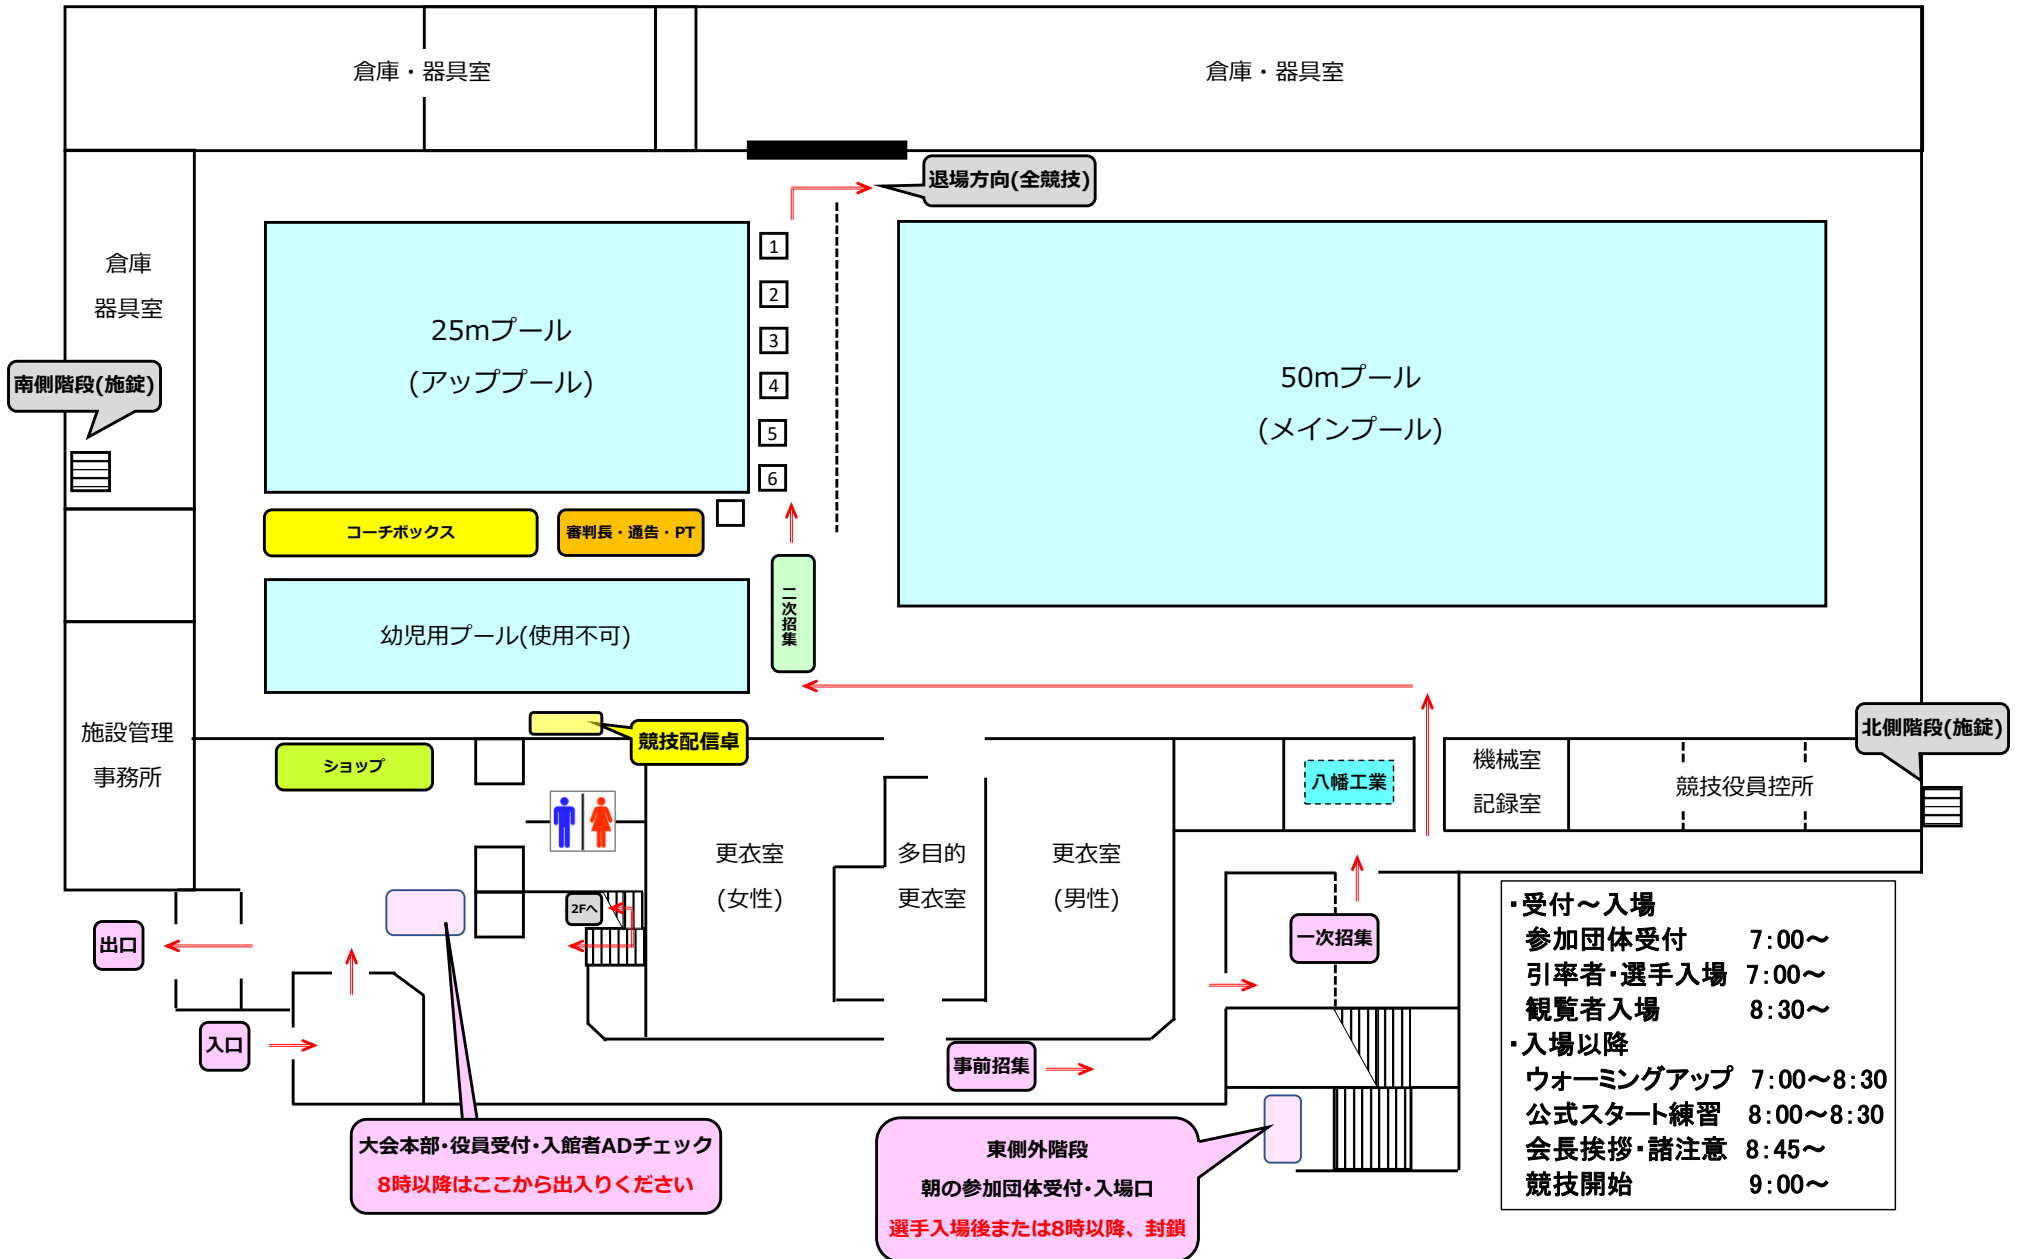 倉庫・器具室
倉庫・器具室
退場方向(全競技)
倉庫
器具室
25mプール
(アッププール)
1
2
3
4
5
6
50mプール
(メインプール)
南側階段(施錠)
コーチボックス
審判長・通告・PT
二次招集
幼児用プール(使用不可)
施設管理
事務所
ショップ
競技配信卓
八幡工業
機械室
記録室
競技役員控所
北側階段(施錠)
更衣室
(女性)
多目的
更衣室
更衣室
(男性)
2Fへ
出口
入口
一次招集
事前招集
大会本部・役員受付・入館者ADチェック
8時以降はここから出入りください
東側外階段
朝の参加団体受付・入場口
選手入場後または8時以降、封鎖
・受付～入場
参加団体受付 7:00～
引率者・選手入場 7:00～
観覧者入場 8:30～
・入場以降
ウォーミングアップ 7:00～8:30
公式スタート練習 8:00～8:30
会長挨拶・諸注意 8:45～
競技開始 9:00～